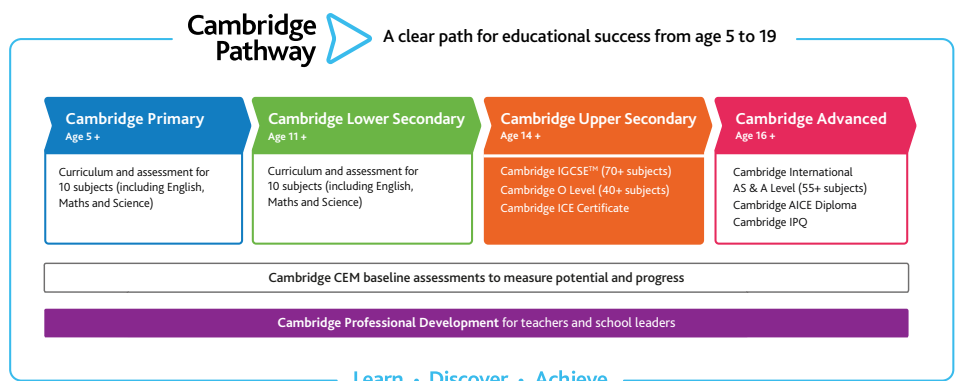 Cambridge
Pathway
A clear path for educational success from age 5 to 19
Cambridge Primary
Age 5 +
Curriculum and assessment for
10 subjects (including English,
Maths and Science)
Cambridge Lower Secondary
Age 11 +
Curriculum and assessment for
10 subjects (including English,
Maths and Science)
Cambridge Upper Secondary
Age 14 +
Cambridge IGCSE™ (70+ subjects)
Cambridge O Level (40+ subjects)
Cambridge ICE Certificate
Cambridge Advanced
Age 16 +
Cambridge International
AS & A Level (55+ subjects)
Cambridge AICE Diploma
Cambridge IPQ
Cambridge CEM baseline assessments to measure potential and progress
Cambridge Professional Development for teachers and school leaders
Learn · Discover · Achieve